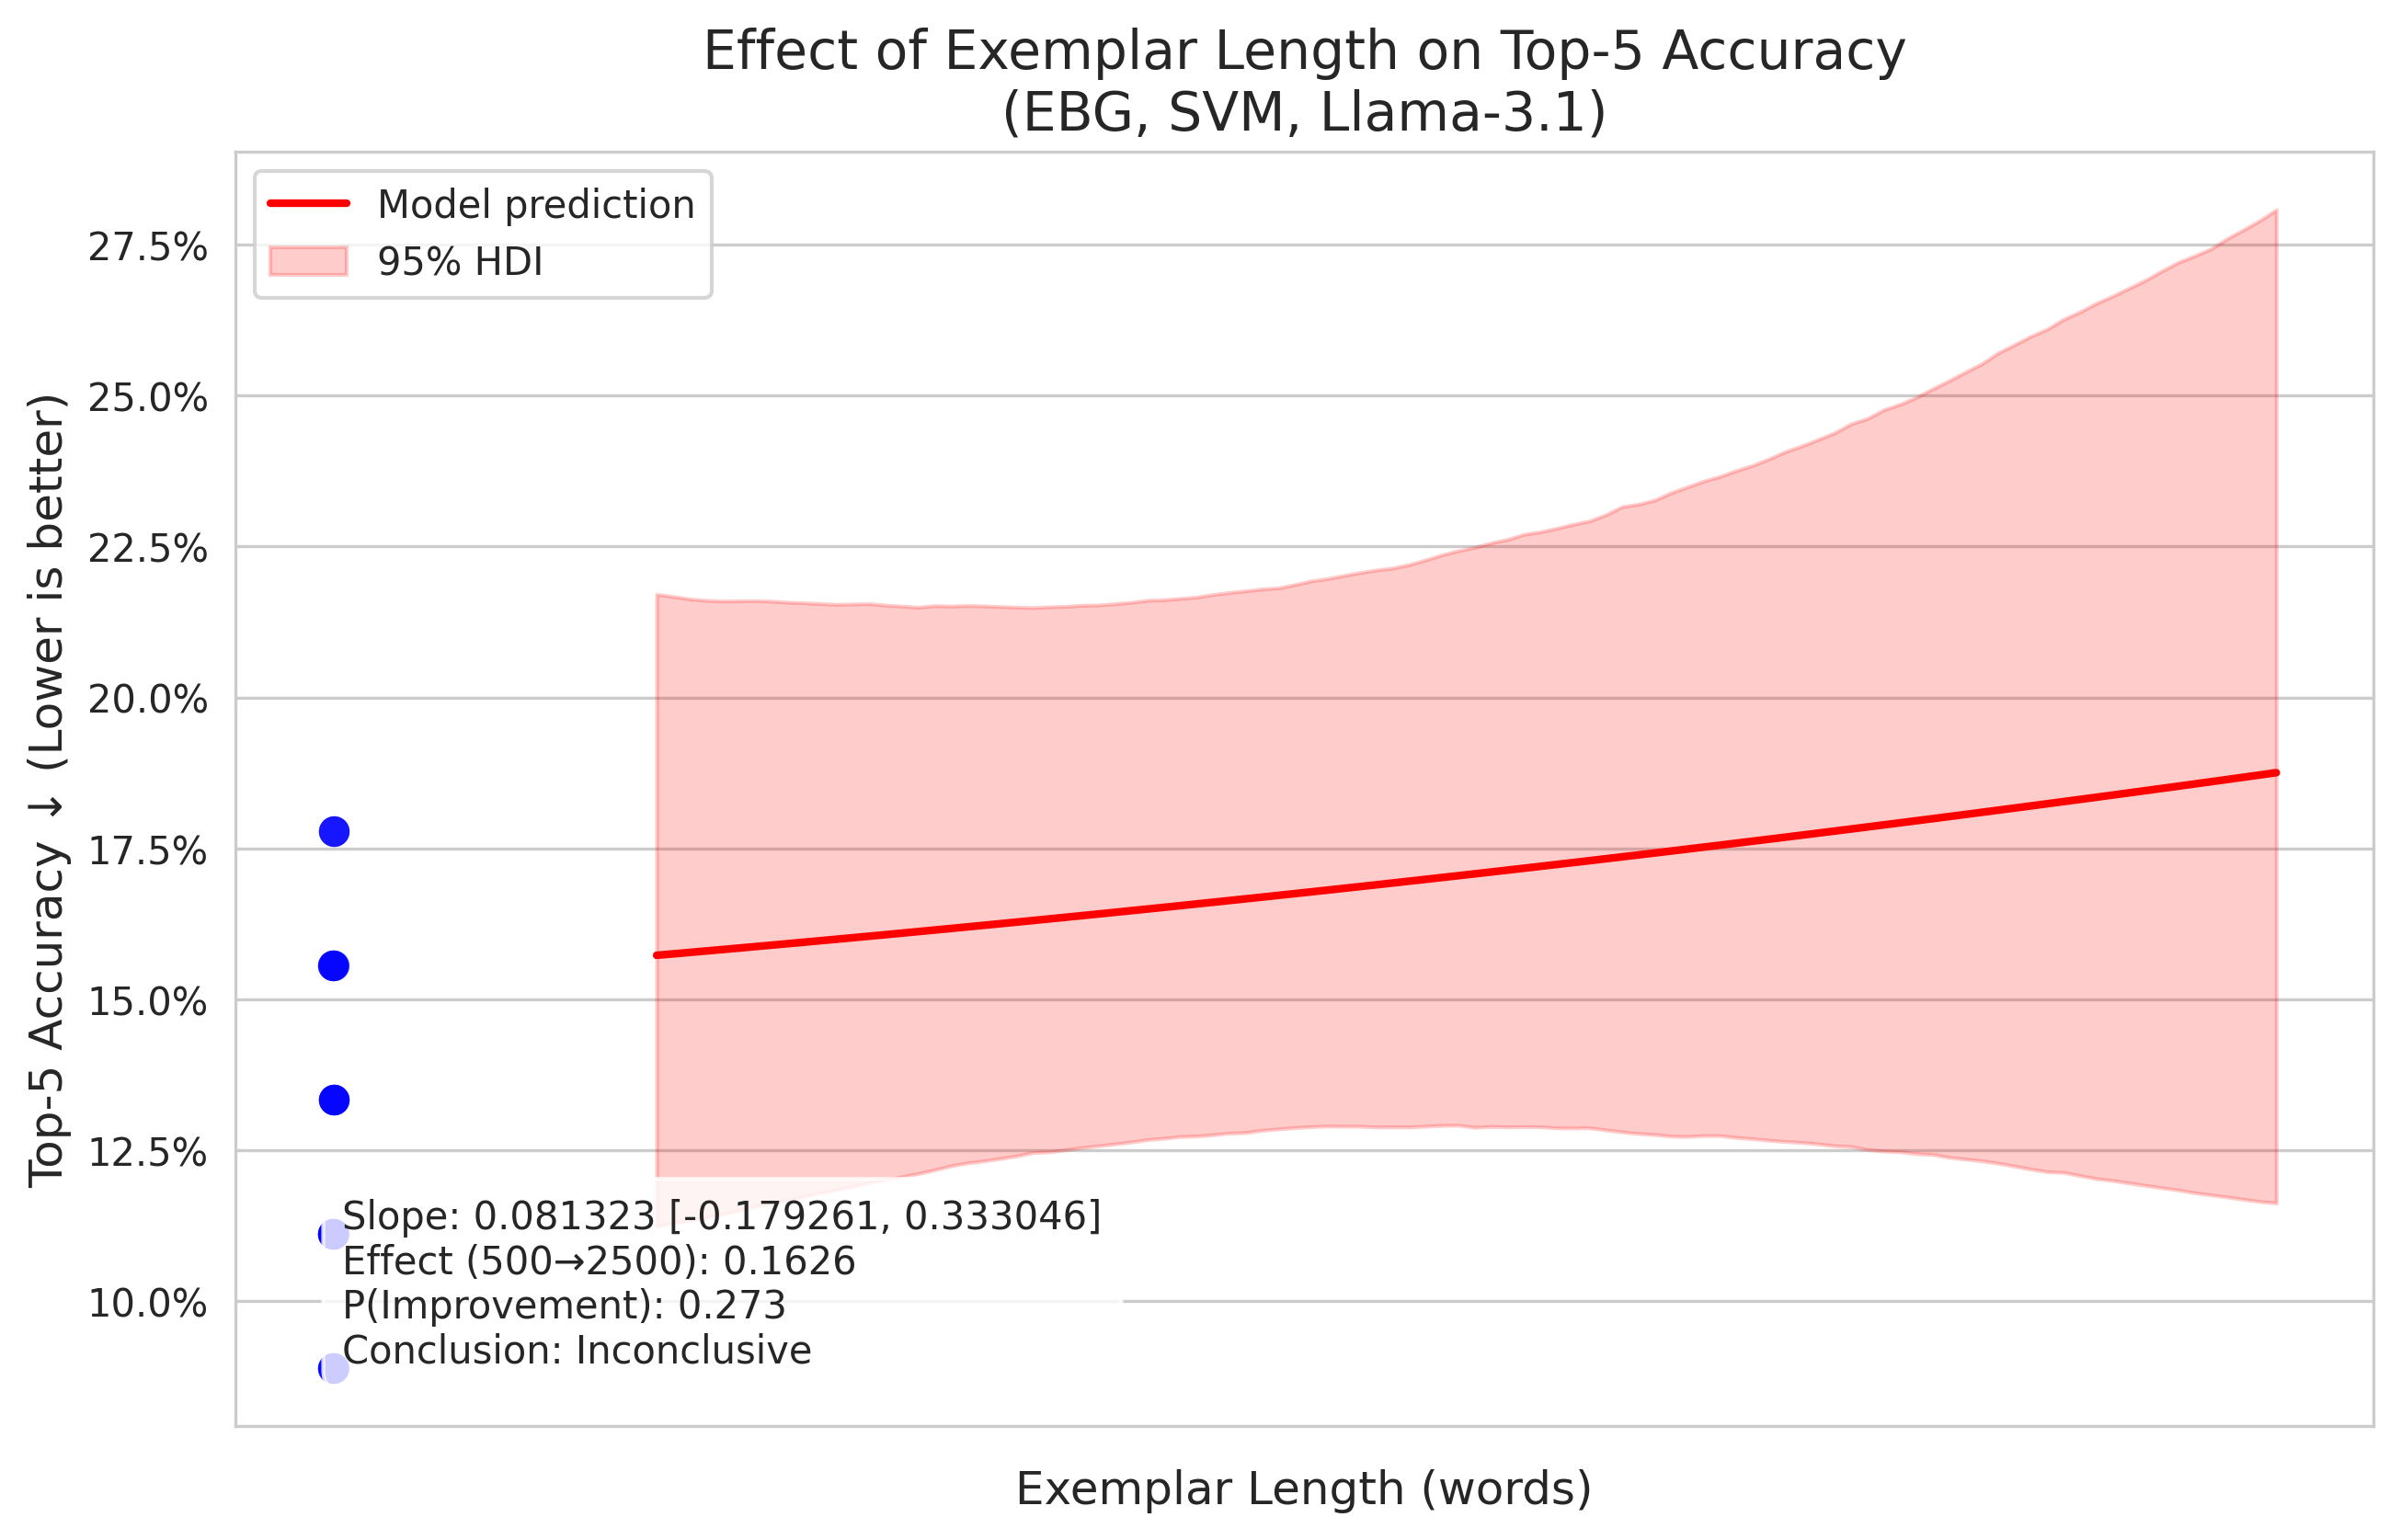 Effect of Exemplar Length on Top-5 Accuracy
(EBG, SVM, Llama-3.1)
Model prediction
95% HDI
27.5%
25.0%
22.5%
20.0%
17.5%
15.0%
12.5%
10.0%
Top-5 Accuracy ↓ (Lower is better)
Slope: 0.081323 [-0.179261, 0.333046]
Effect (500→2500): 0.1626
P(Improvement): 0.273
Conclusion: Inconclusive
Exemplar Length (words)